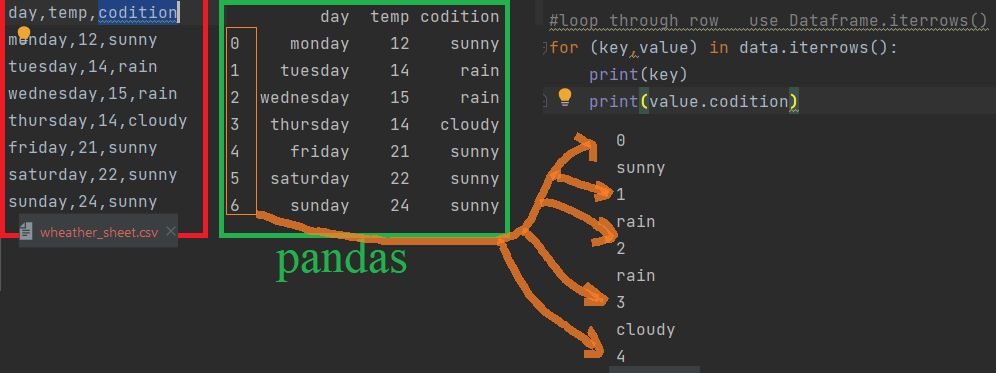 day,temp,codition
monday,12,sunny
tuesday,14,rain
wednesday,15,rain
thursday,14,cloudy
friday,21,sunny
saturday,22,sunny
sunday,24,sunny
wheather_sheet.csv
day temp codition
0 monday 12 sunny
1 tuesday 14 rain
2 wednesday 15 rain
3 thursday 14 cloudy
4 friday 21 sunny
5 saturday 22 sunny
6 sunday 24 sunny
pandas
#loop through row use Dataframe.iterrows()
for (key,value) in data.iterrows():
print(key)
print(value.codition)
0
sunny
1
rain
2
rain
3
cloudy
4